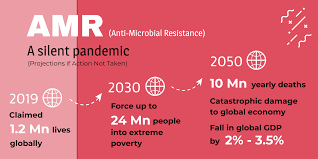 AMR (Anti-Microbial Resistance)
A silent pandemic
(Projections if Action Not Taken)
2019
Claimed
1.2 Mn lives
globally
2030
Force up to
24 Mn people
into extreme
poverty
2050
10 Mn yearly deaths
Catastrophic damage
to global economy
Fall in global GDP
by 2% - 3.5%